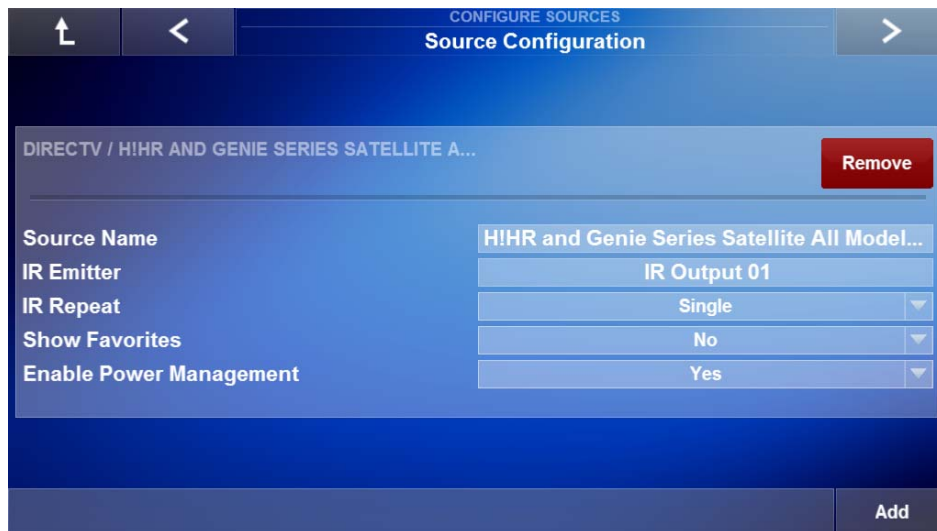 CONFIGURE SOURCES
Source Configuration
DIRECTV / H!HR AND GENIE SERIES SATELLITE A...
Remove
Source Name
H!HR and Genie Series Satellite All Model...
IR Emitter
IR Output 01
IR Repeat
Single
Show Favorites
No
Enable Power Management
Yes
Add